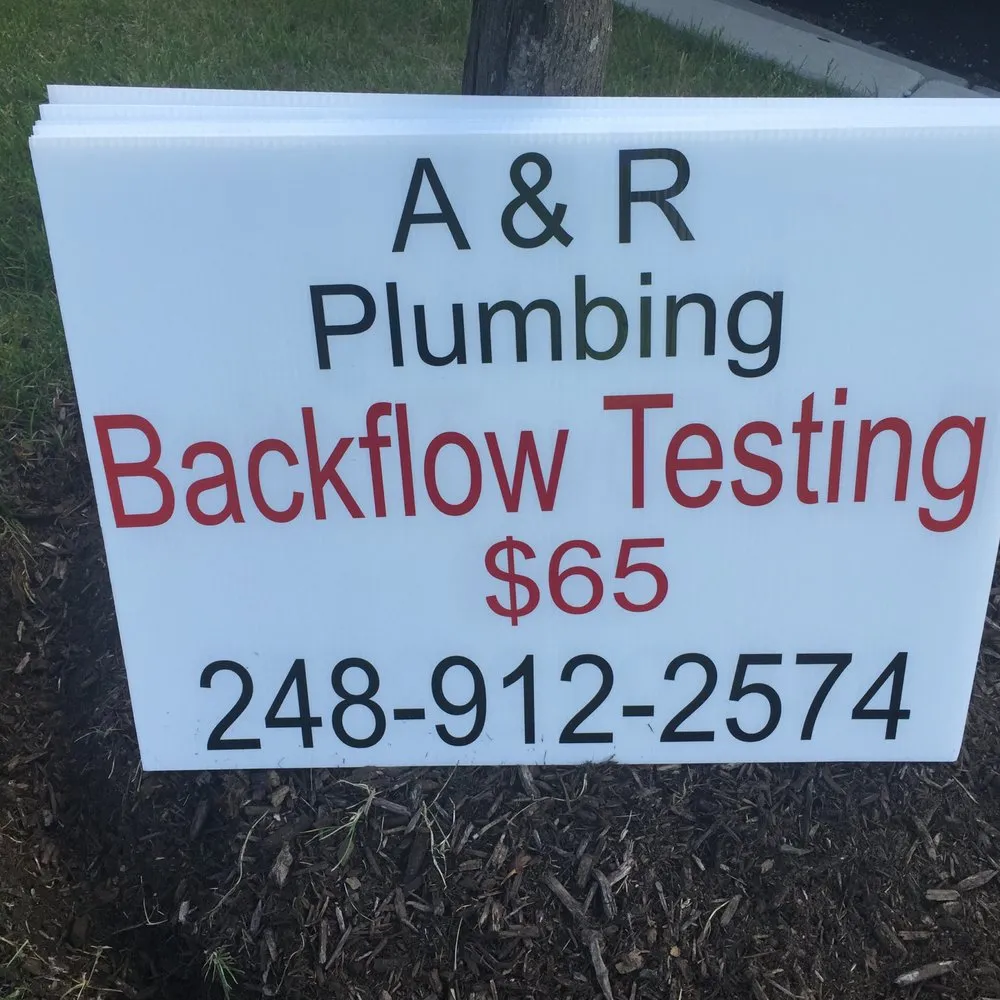 A & R
Plumbing
Backflow Testing
$65
248-912-2574